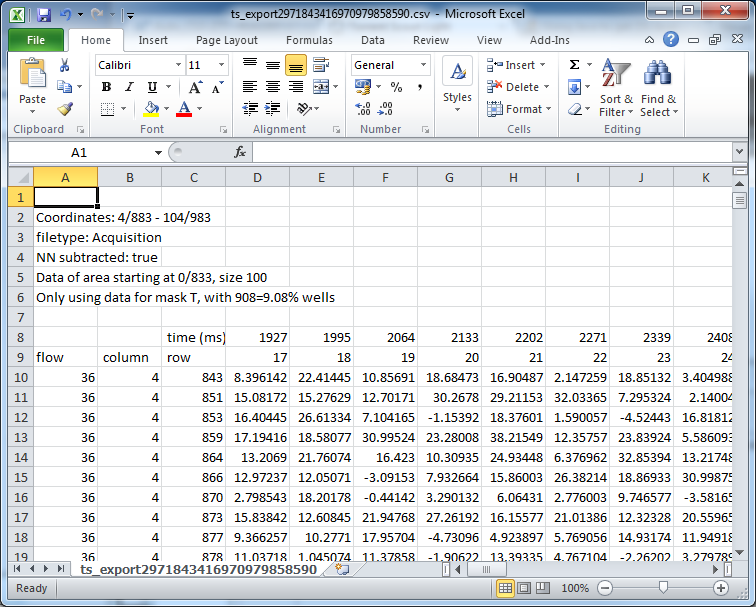 ts_export2971843416970979858590.csv - Microsoft Excel
File Home Insert Page Layout Formulas Data Review View Add-Ins
Paste
Calibri 11
B I U A A
A
General
% ,
Styles
Insert
Delete
Format
Σ
Sort & Filter
Find & Select
Clipboard Font Alignment Number Cells Editing
A1 fx
A B C D E F G H I J K
1
2 Coordinates: 4/883 - 104/983
3 filetype: Acquisition
4 NN subtracted: true
5 Data of area starting at 0/833, size 100
6 Only using data for mask T, with 908=9.08% wells
7
8 time (ms) 1927 1995 2064 2133 2202 2271 2339 2408
9 flow column row 17 18 19 20 21 22 23 24
10 36 4 843 8.396142 22.41445 10.85691 18.68473 16.90487 2.147259 18.85132 3.404988
11 36 4 851 15.08172 15.27629 12.70171 30.2678 29.21153 32.03365 7.295324 2.14004
12 36 4 853 16.40445 26.61334 7.104165 -1.15392 18.37601 1.590057 -4.52443 16.81812
13 36 4 859 17.19416 18.58077 30.99524 23.28008 38.21549 12.35757 23.83924 5.586093
14 36 4 864 13.2069 21.76074 16.423 10.30935 24.93448 6.376962 32.85394 13.21748
15 36 4 866 12.97237 12.05071 -3.09153 7.932664 15.86003 26.38214 18.86933 30.99875
16 36 4 870 2.798543 18.20178 -0.44142 3.290132 6.06431 2.776003 9.746577 -3.58165
17 36 4 873 15.83842 12.60845 21.94768 27.26192 16.15577 21.01386 12.32328 20.55965
18 36 4 877 9.366257 10.2771 17.95704 -4.73096 4.923897 5.769056 14.93174 11.94918
19 36 4 878 11.03718 1.045074 11.37858 -1.90622 13.39335 4.767104 -2.26202 3.279789
ts_export2971843416970979858590
Ready 100%